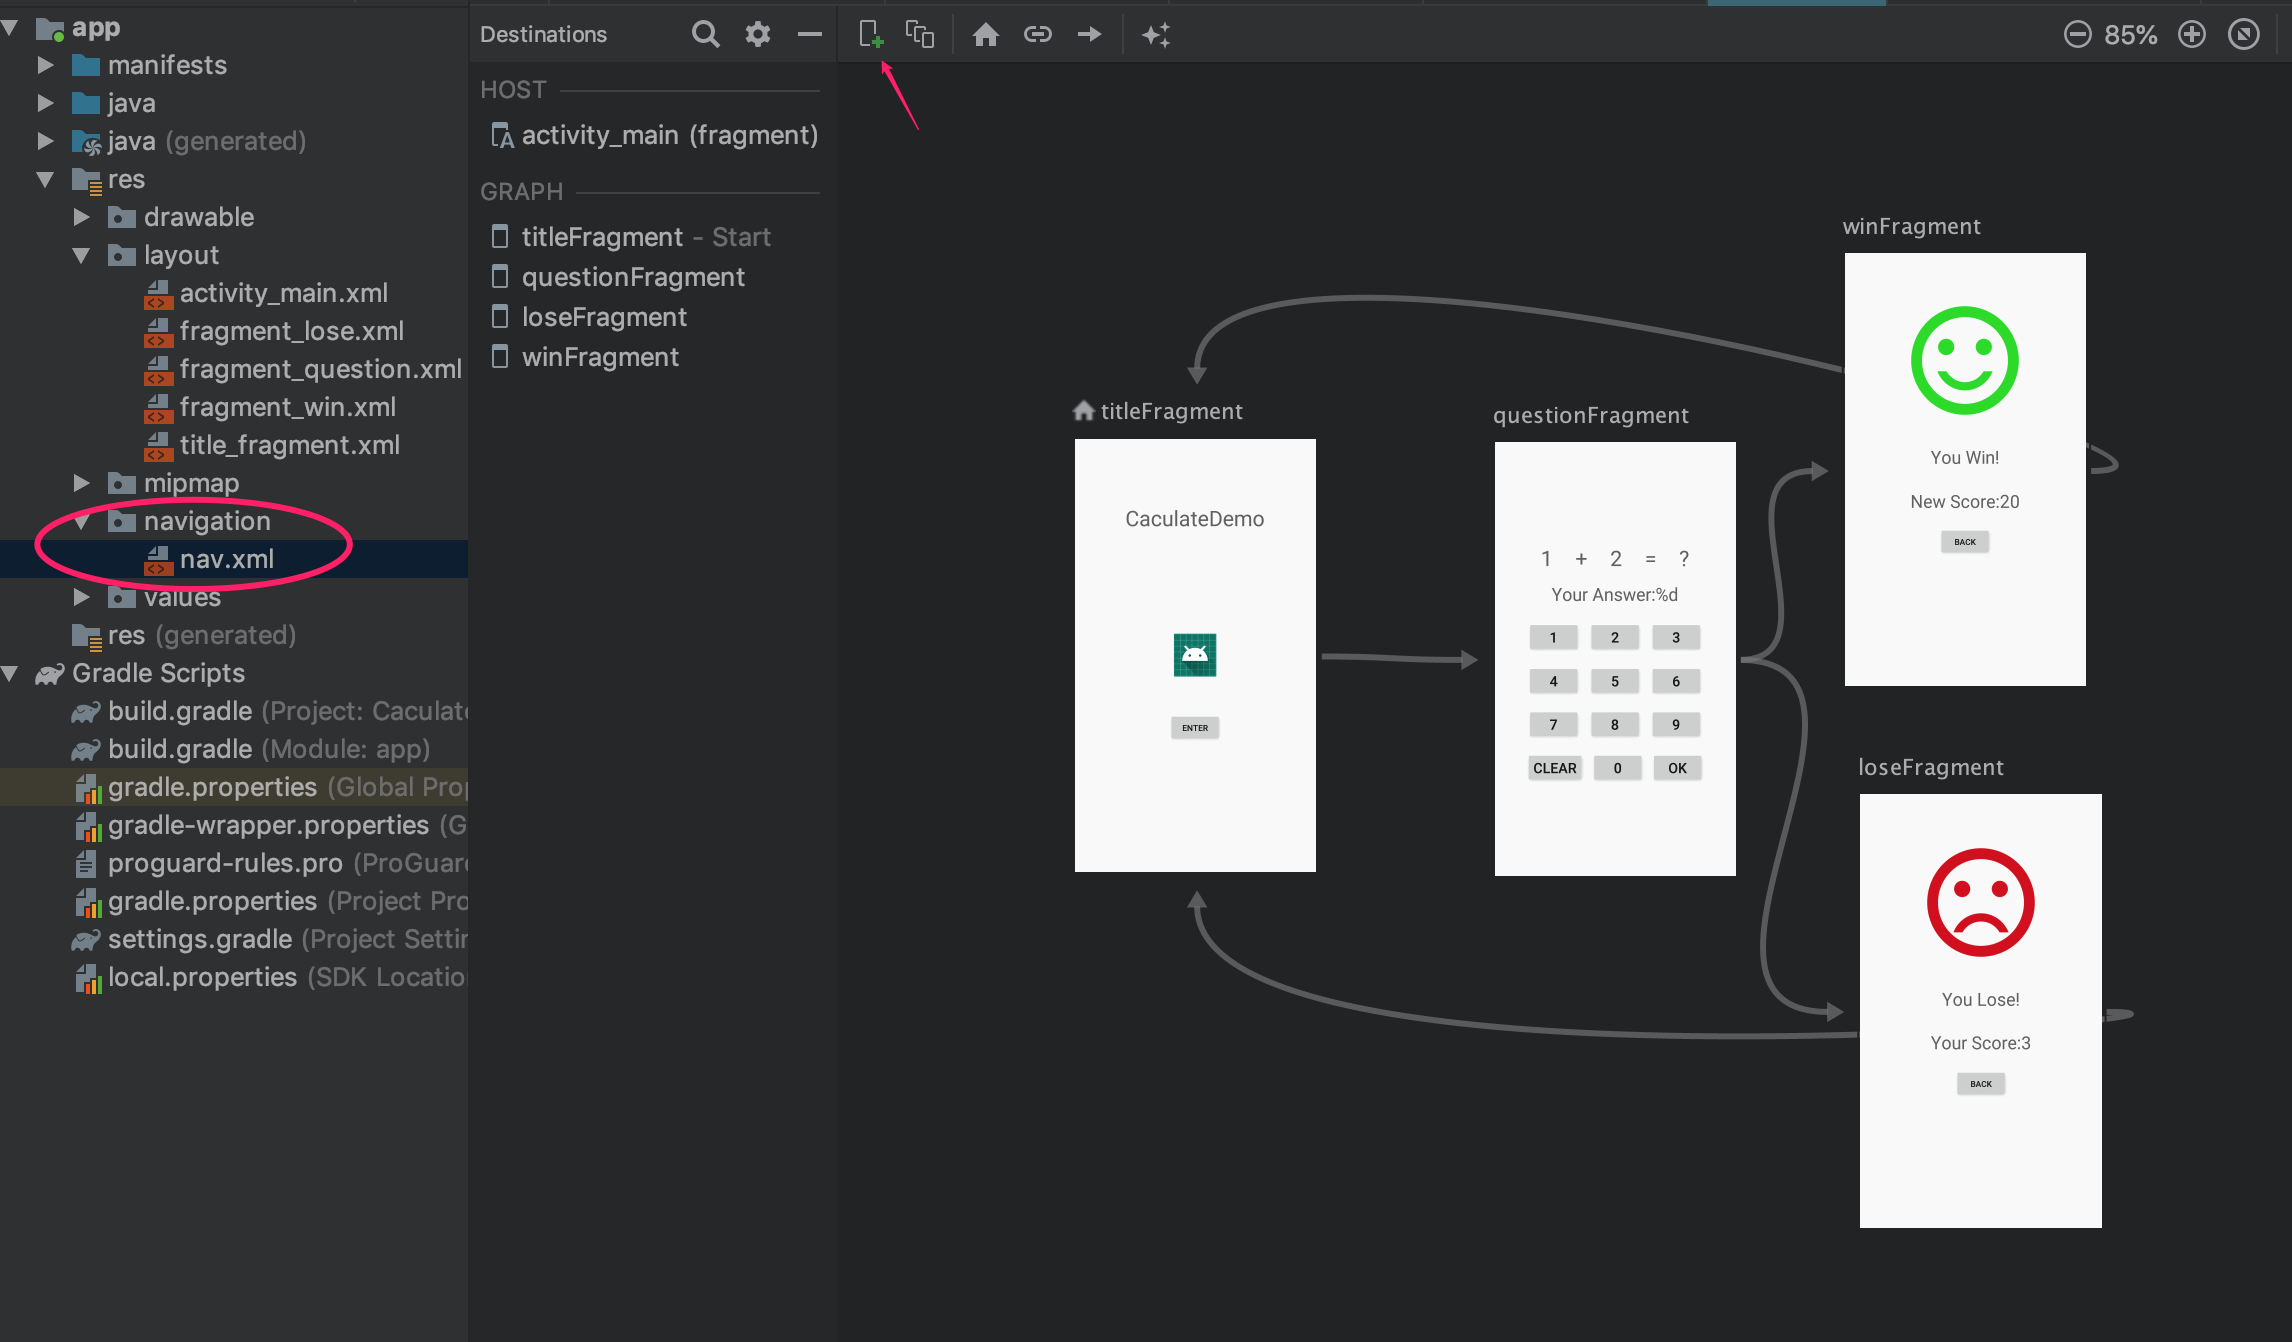 app
manifests
java
java (generated)
res
drawable
layout
activity_main.xml
fragment_lose.xml
fragment_question.xml
fragment_win.xml
title_fragment.xml
mipmap
navigation
nav.xml
values
res (generated)
Gradle Scripts
build.gradle (Project: Caculate
build.gradle (Module: app)
gradle.properties (Global Prop
gradle-wrapper.properties (G
proguard-rules.pro (ProGuard
gradle.properties (Project Pro
settings.gradle (Project Settin
local.properties (SDK Location
Destinations
HOST
activity_main (fragment)
GRAPH
titleFragment - Start
questionFragment
loseFragment
winFragment
85%
titleFragment
CaculateDemo
ENTER
questionFragment
1 + 2 = ?
Your Answer:%d
1 2 3
4 5 6
7 8 9
CLEAR 0 OK
winFragment
You Win!
New Score:20
BACK
loseFragment
You Lose!
Your Score:3
BACK